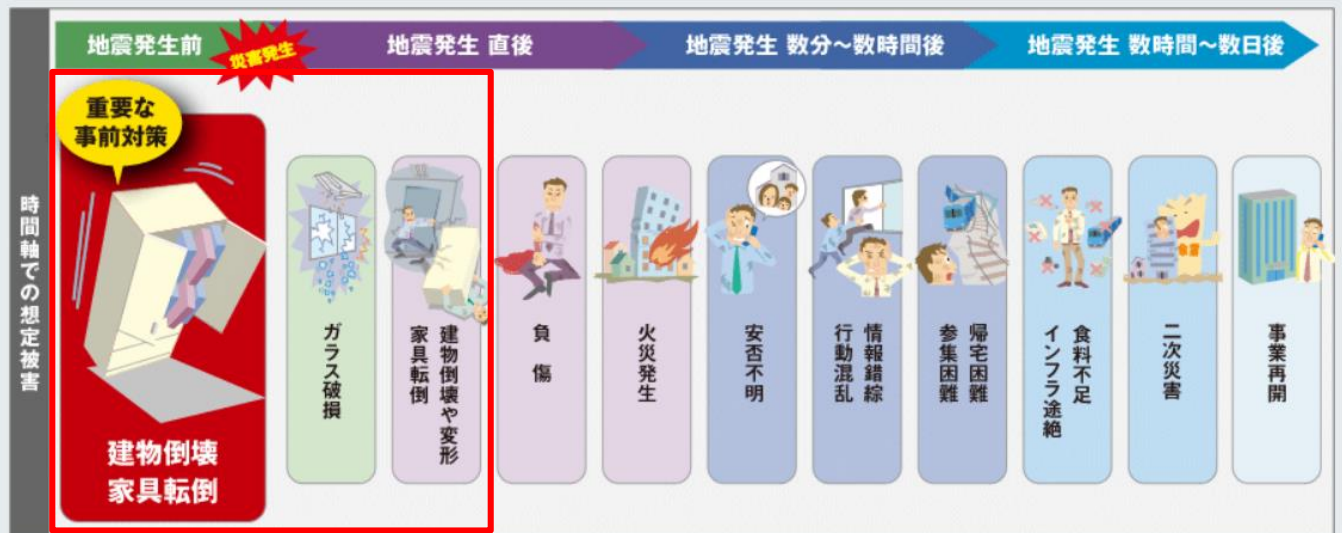 地震発生前
災害発生
地震発生 直後
地震発生 数分～数時間後
地震発生 数時間～数日後
時間軸での想定被害
重要な
事前対策
建物倒壊
家具転倒
ガラス破損
建物倒壊や変形
家具転倒
負 傷
火災発生
安否不明
情報錯綜
行動混乱
帰宅困難
参集困難
食料不足
インフラ途絶
二次災害
事業再開